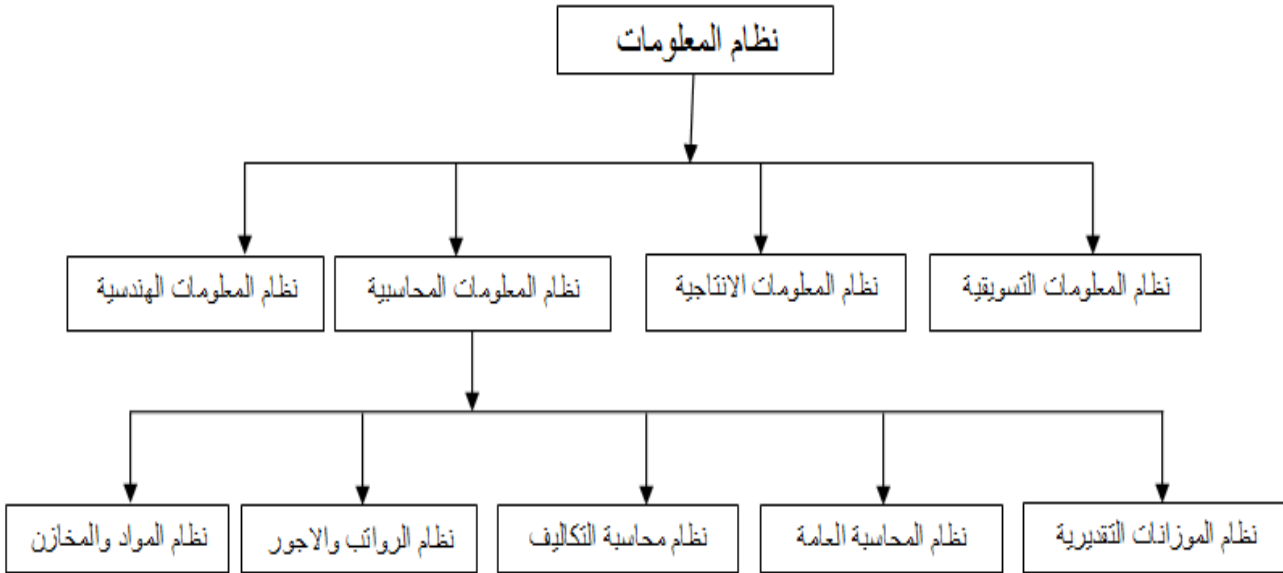 نظام المعلومات
نظام المعلومات التسويقية
نظام المعلومات الانتاجية
نظام المعلومات المحاسبية
نظام المعلومات الهندسية
نظام الموزانات التقديرية
نظام المحاسبة العامة
نظام محاسبة التكاليف
نظام الرواتب والاجور
نظام المواد والمخازن